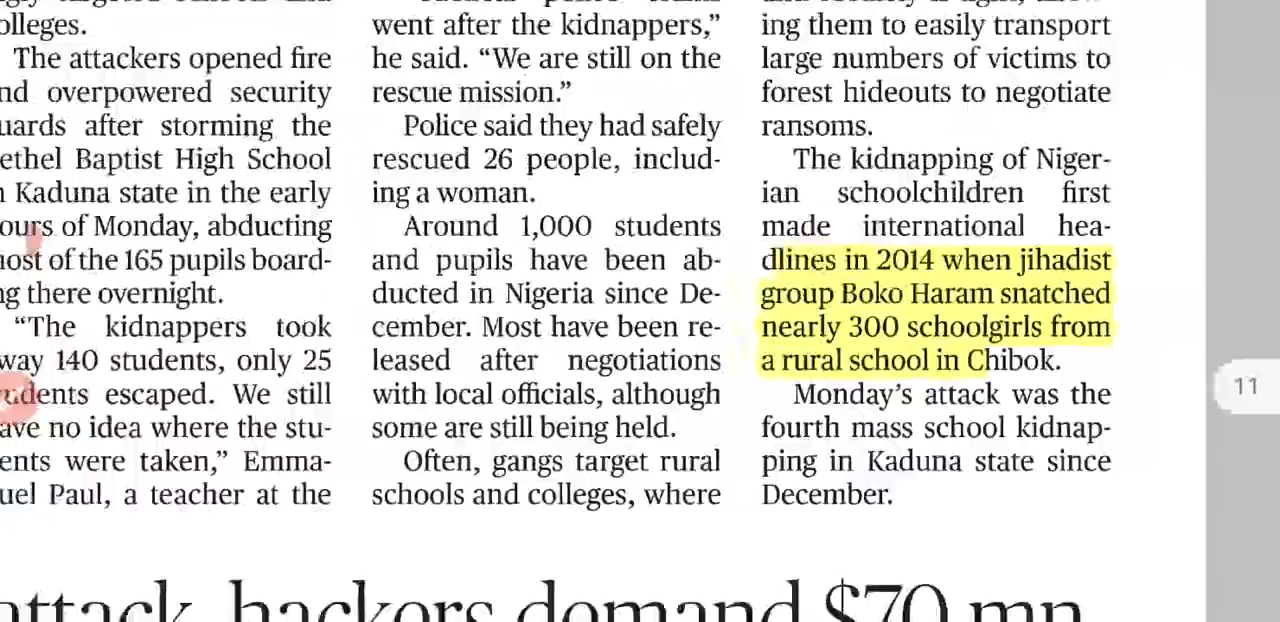 olleges.
The attackers opened fire
nd overpowered security
uards after storming the
ethel Baptist High School
n Kaduna state in the early
ours of Monday, abducting
most of the 165 pupils board-
ng there overnight.
“The kidnappers took
way 140 students, only 25
udents escaped. We still
ave no idea where the stu-
ents were taken,” Emma-
uel Paul, a teacher at the
went after the kidnappers,”
he said. “We are still on the
rescue mission.”
Police said they had safely
rescued 26 people, includ-
ing a woman.
Around 1,000 students
and pupils have been ab-
ducted in Nigeria since De-
cember. Most have been re-
leased after negotiations
with local officials, although
some are still being held.
Often, gangs target rural
schools and colleges, where
ing them to easily transport
large numbers of victims to
forest hideouts to negotiate
ransoms.
The kidnapping of Niger-
ian schoolchildren first
made international hea-
dlines in 2014 when jihadist
group Boko Haram snatched
nearly 300 schoolgirls from
a rural school in Chibok.
Monday’s attack was the
fourth mass school kidnap-
ping in Kaduna state since
December.
11
attack, hackers demand $70 mn